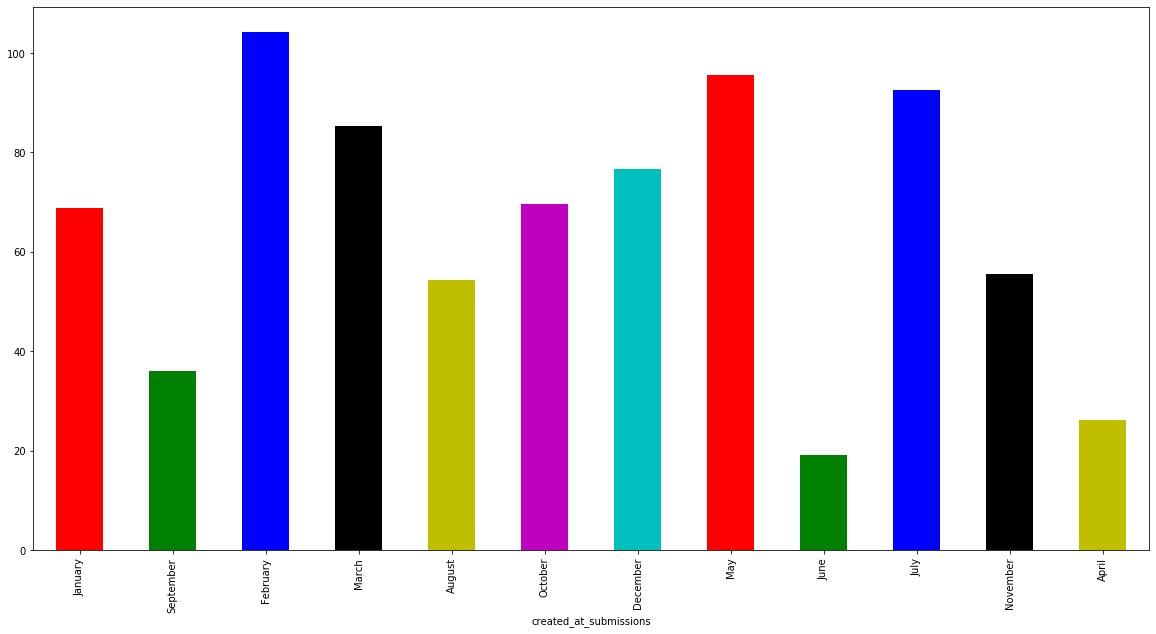 100
80
60
40
20
0
January
September
February
March
August
October
December
May
June
July
November
April
created_at_submissions